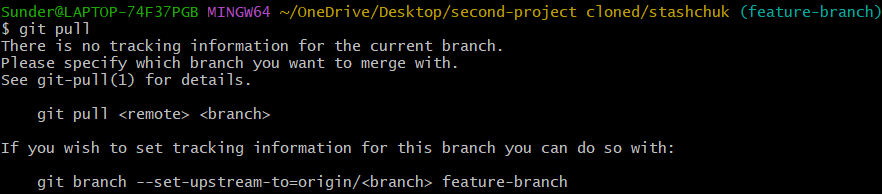 Sunder@LAPTOP-74F37PGB MINGW64 ~/OneDrive/Desktop/second-project cloned/stashchuk (feature-branch)
$ git pull
There is no tracking information for the current branch.
Please specify which branch you want to merge with.
See git-pull(1) for details.
git pull <remote> <branch>
If you wish to set tracking information for this branch you can do so with:
git branch --set-upstream-to=origin/<branch> feature-branch